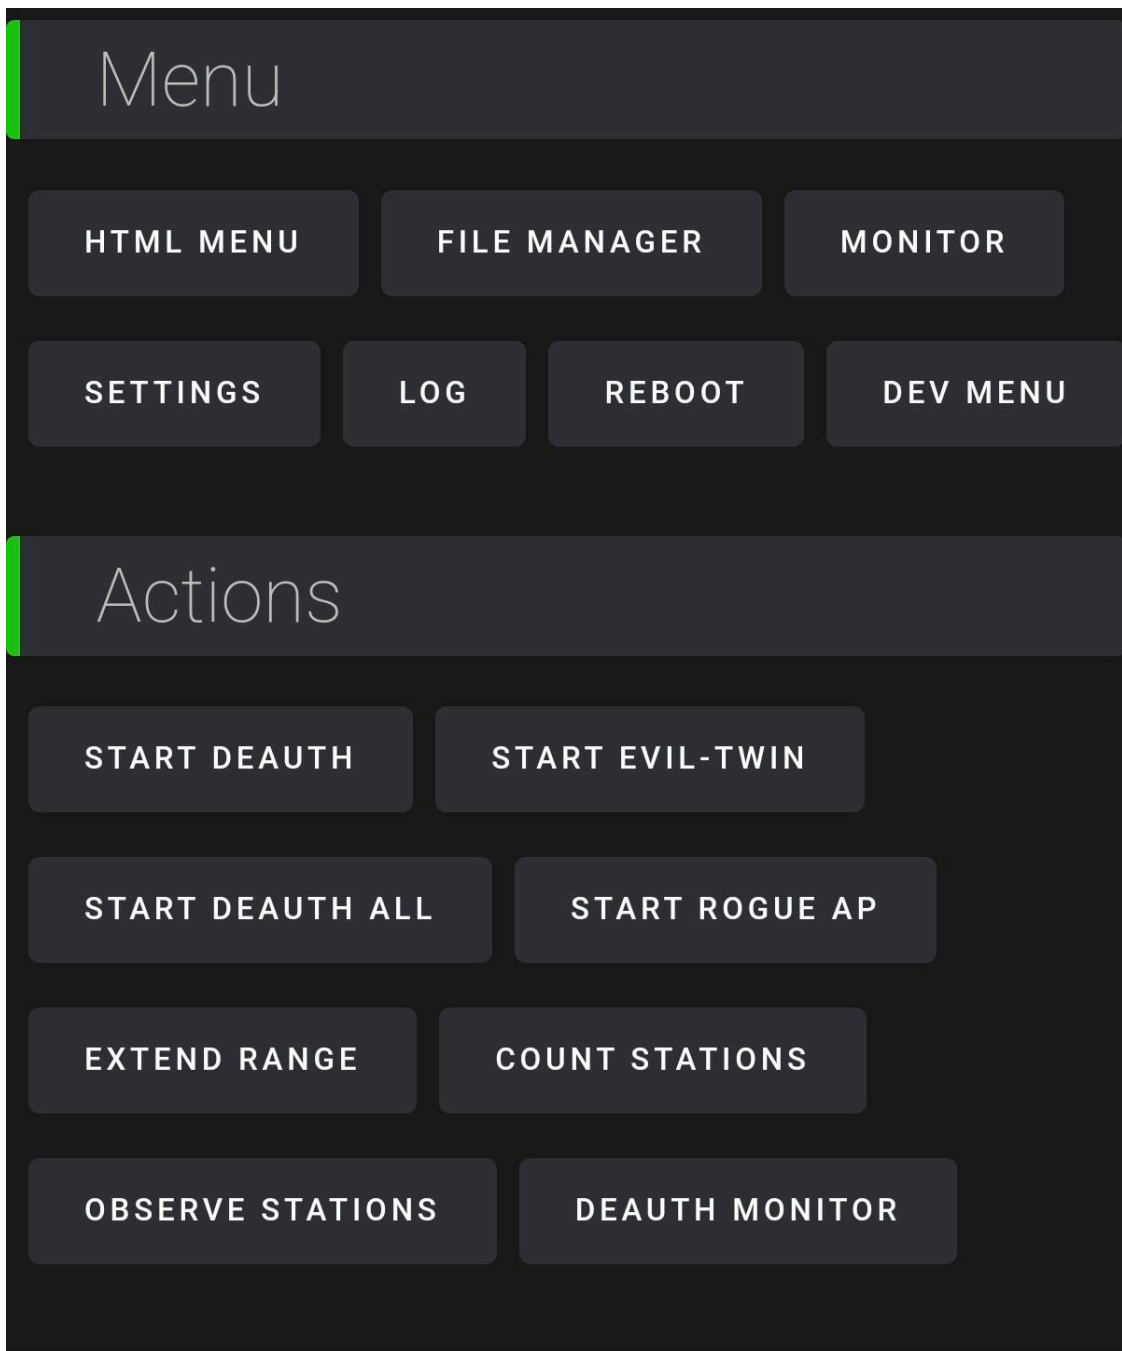 Menu
HTML MENU FILE MANAGER MONITOR
SETTINGS LOG REBOOT DEV MENU
Actions
START DEAUTH START EVIL-TWIN
START DEAUTH ALL START ROGUE AP
EXTEND RANGE COUNT STATIONS
OBSERVE STATIONS DEAUTH MONITOR